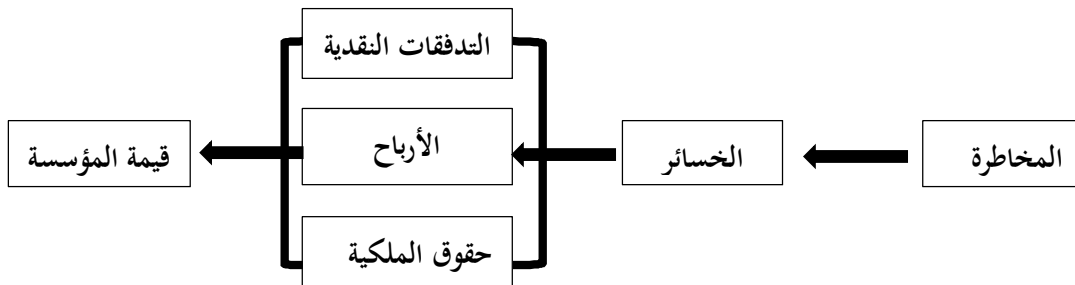 المخاطرة
الخسائر
التدفقات النقدية
الأرباح
حقوق الملكية
قيمة المؤسسة